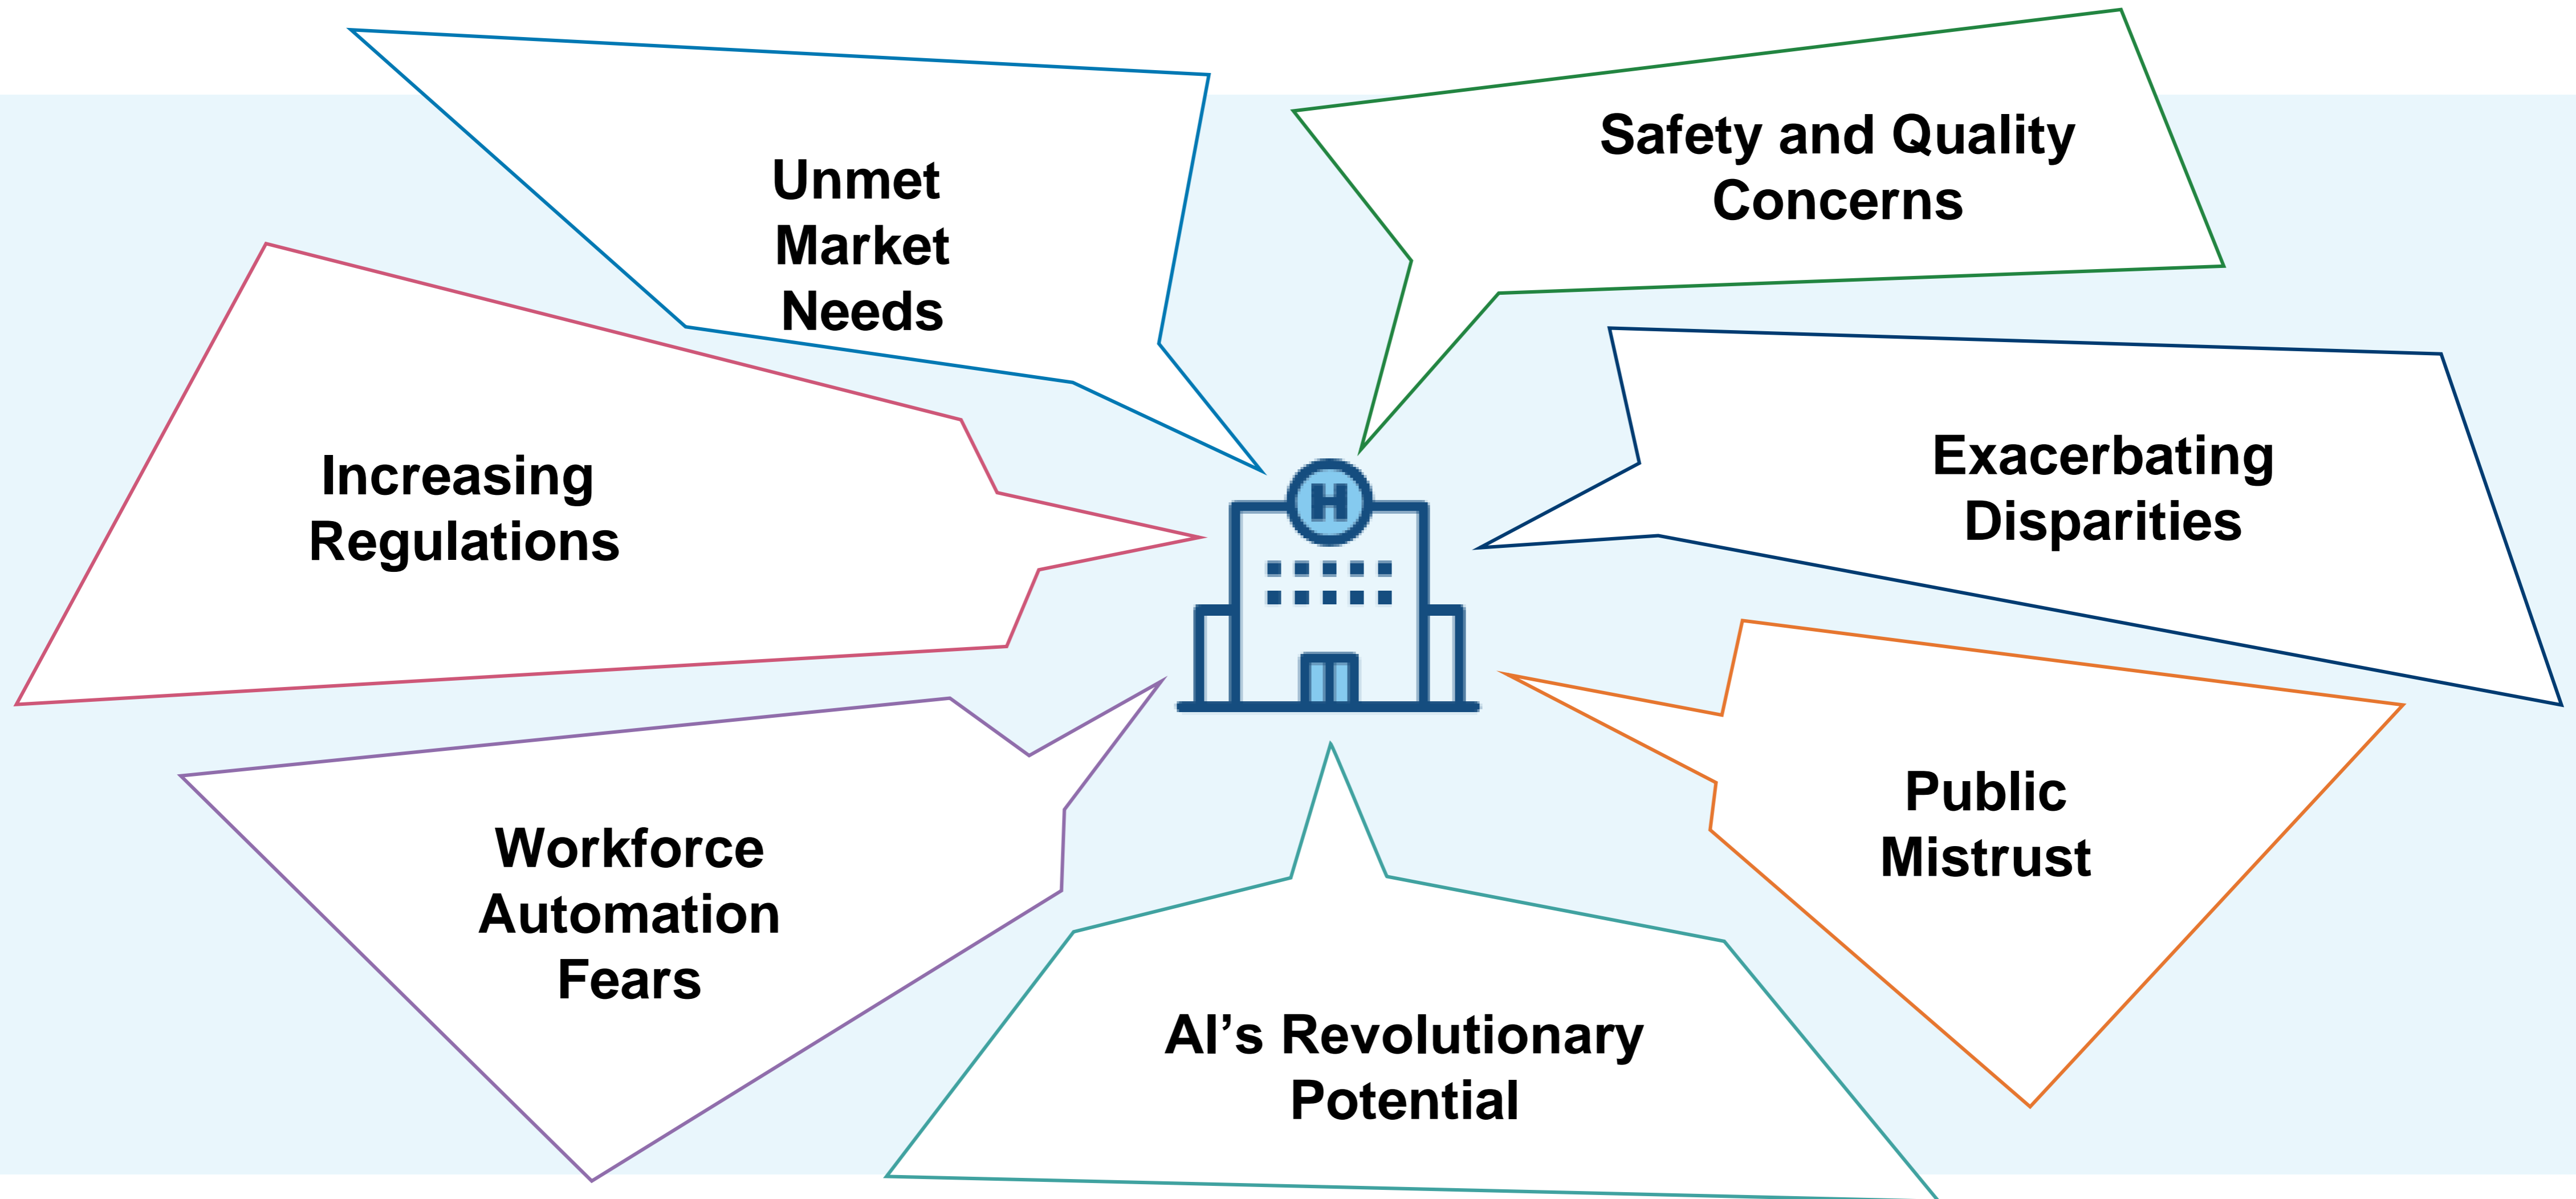 Unmet
Market
Needs
Safety and Quality
Concerns
Increasing
Regulations
H
Exacerbating
Disparities
Workforce
Automation
Fears
Public
Mistrust
AI’s Revolutionary
Potential